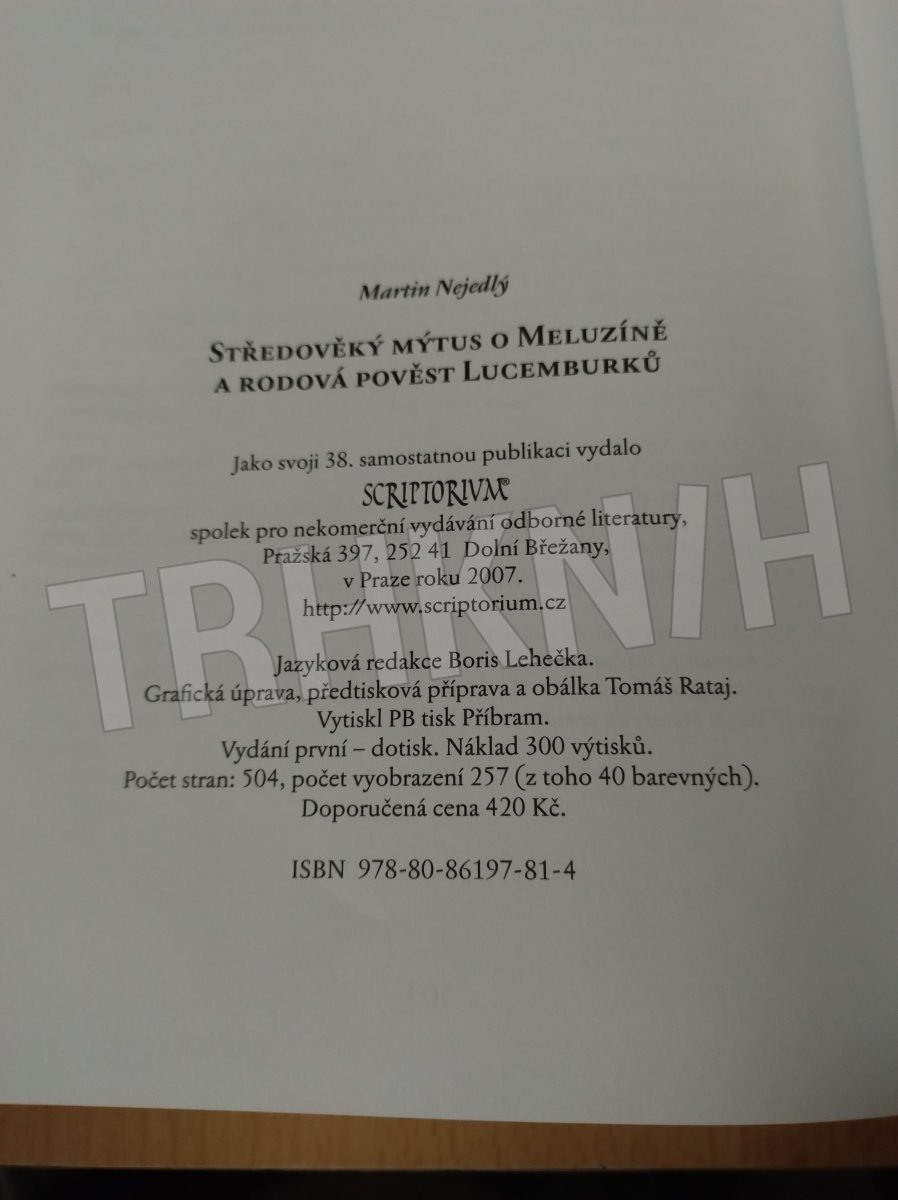 Martin Nejedlý
Středověký mýtus o Meluzíně
a rodová pověst Lucemburků
Jako svoji 38. samostatnou publikaci vydalo
SCRIPTORIUM®
spolek pro nekomerční vydávání odborné literatury,
Pražská 397, 252 41 Dolní Břežany,
v Praze roku 2007.
http://www.scriptorium.cz
TRHKNIH
Jazyková redakce Boris Lehečka.
Grafická úprava, předtisková příprava a obálka Tomáš Rataj.
Vytiskl PB tisk Příbram.
Vydání první – dotisk. Náklad 300 výtisků.
Počet stran: 504, počet vyobrazení 257 (z toho 40 barevných).
Doporučená cena 420 Kč.
ISBN 978-80-86197-81-4